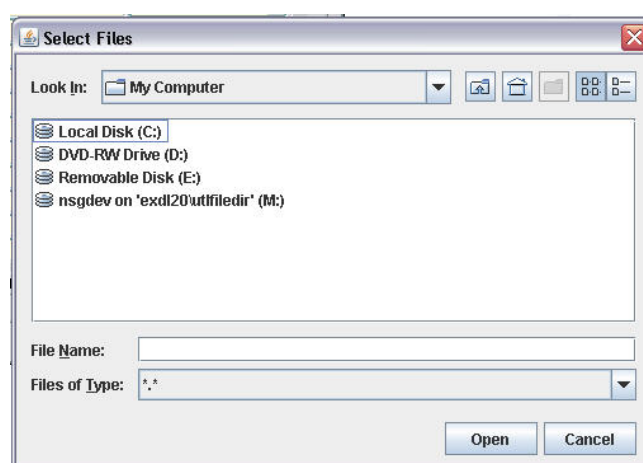 Select Files
Look In: My Computer
Local Disk (C:)
DVD-RW Drive (D:)
Removable Disk (E:)
nsgdev on 'exdl20\utlfiledir' (M:)
File Name:
Files of Type: *.*
Open Cancel